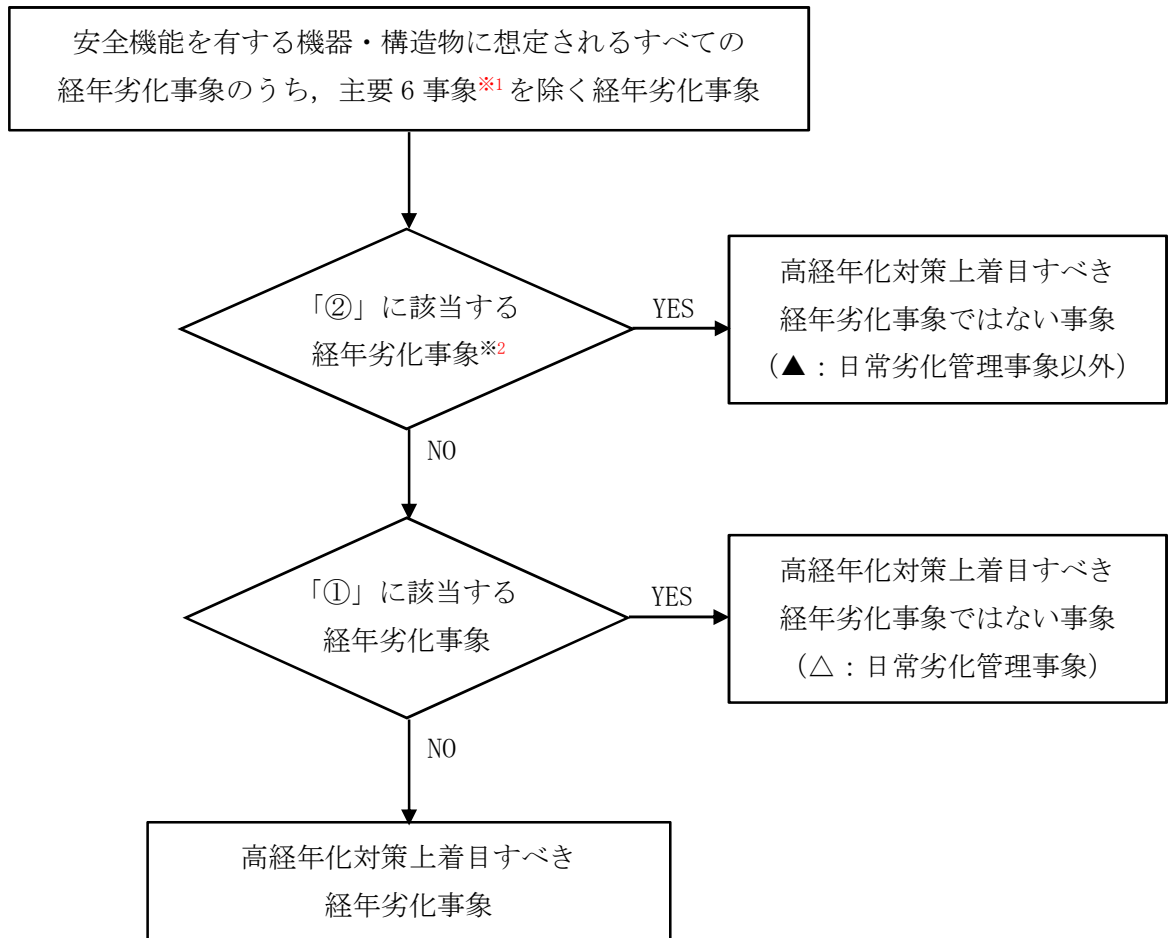 安全機能を有する機器・構造物に想定されるすべての
経年劣化事象のうち，主要6事象※1を除く経年劣化事象
「②」に該当する
経年劣化事象※2
YES
高経年化対策上着目すべき
経年劣化事象ではない事象
（▲：日常劣化管理事象以外）
NO
「①」に該当する
経年劣化事象
YES
高経年化対策上着目すべき
経年劣化事象ではない事象
（△：日常劣化管理事象）
NO
高経年化対策上着目すべき
経年劣化事象